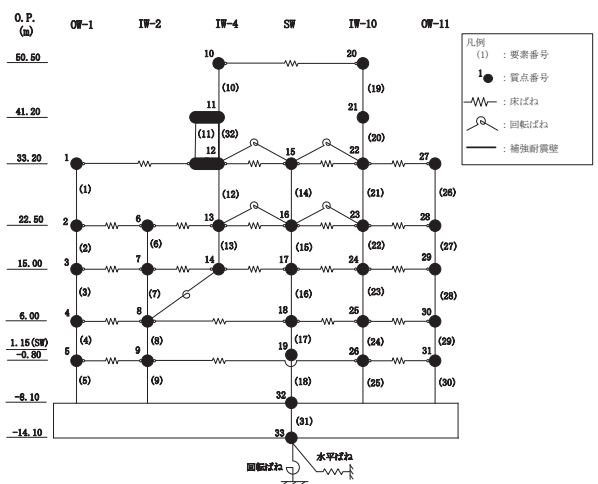 O.P.
(m)
OW-1 IW-2 IW-4 SW IW-10 OW-11
凡例
(1) : 要素番号
1 : 質点番号
: 床ばね
: 回転ばね
: 補強耐震壁
50.50 10 20
(10) (19)
41.20 11 21
(11) (32) (20)
33.20 1 12 15 22 27
(1) (12) (14) (21) (26)
22.50 2 6 13 16 23 28
(2) (6) (13) (15) (22) (27)
15.00 3 7 14 17 24 29
(3) (7) (16) (23) (28)
6.00 4 8 18 25 30
(4) (8) (17) (24) (29)
1.15(SW) 19
-0.80 5 9 26 31
(5) (9) (18) (25) (30)
-8.10 32
(31)
-14.10 33
水平ばね
回転ばね